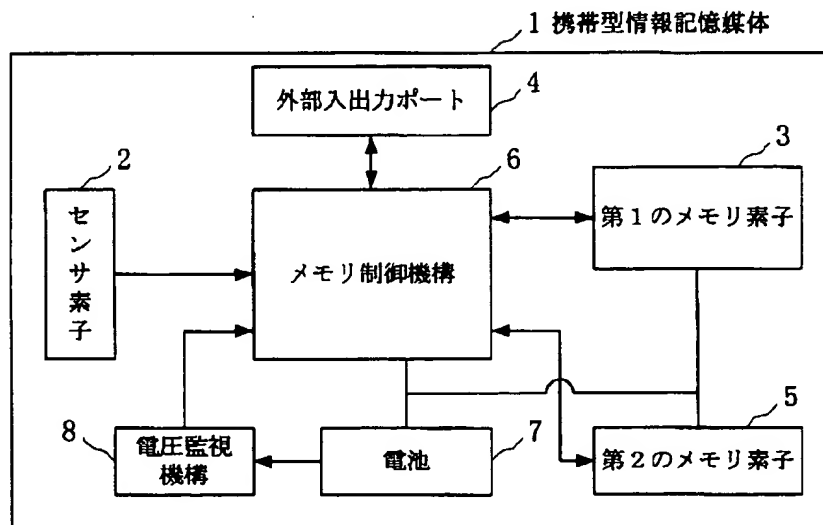 1 携帯型情報記憶媒体
外部入出力ポート
4
2
センサ素子
6
メモリ制御機構
3
第1のメモリ素子
8
電圧監視
機構
電池
7
5
第2のメモリ素子